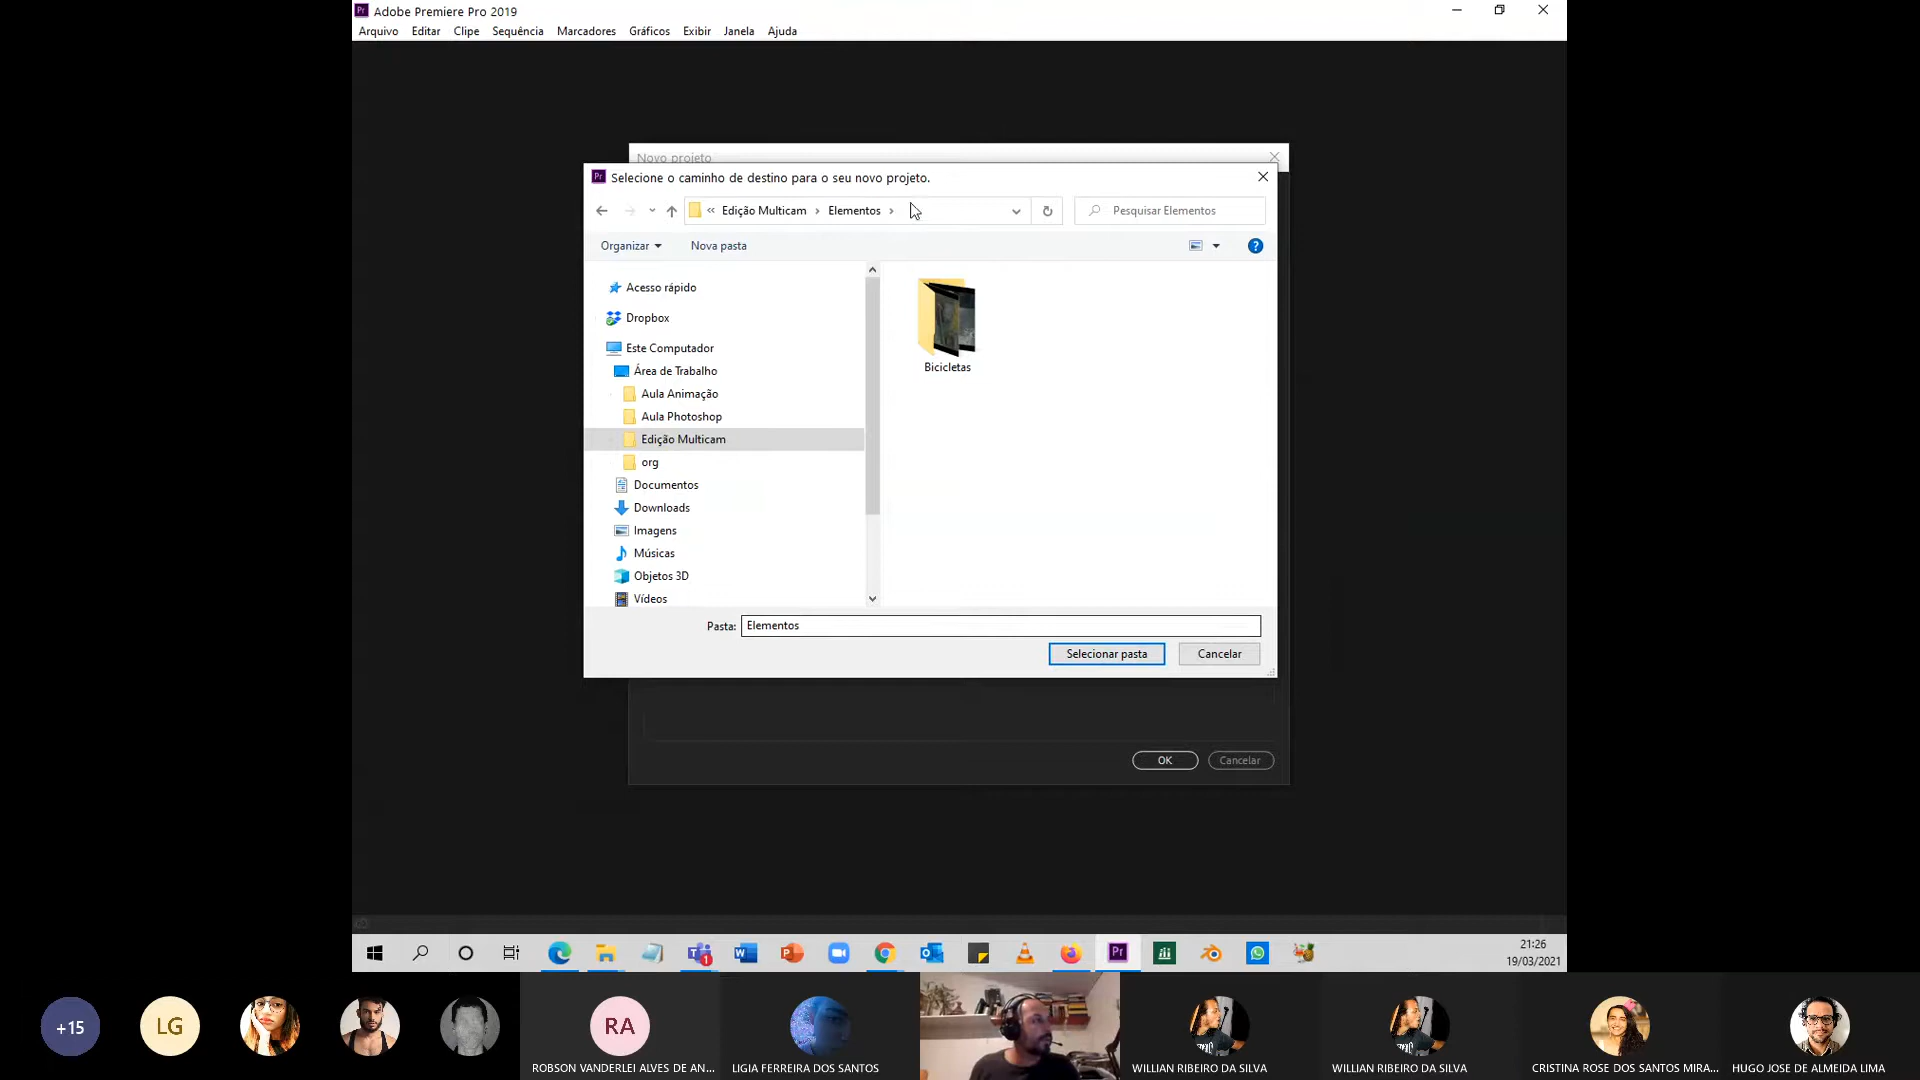 Pr Adobe Premiere Pro 2019
Arquivo Editar Clipe Sequência Marcadores Gráficos Exibir Janela Ajuda
Novo projeto
Pr Selecione o caminho de destino para o seu novo projeto.
« Edição Multicam › Elementos ›
Pesquisar Elementos
Organizar
Nova pasta
?
Acesso rápido
Dropbox
Este Computador
Área de Trabalho
Aula Animação
Aula Photoshop
Edição Multicam
org
Documentos
Downloads
Imagens
Músicas
Objetos 3D
Vídeos
Bicicletas
Pasta: Elementos
Selecionar pasta
Cancelar
OK
Cancelar
1
Pr
21:26
19/03/2021
+15
LG
RA
ROBSON VANDERLEI ALVES DE AN...
LIGIA FERREIRA DOS SANTOS
WILLIAN RIBEIRO DA SILVA
WILLIAN RIBEIRO DA SILVA
CRISTINA ROSE DOS SANTOS MIRA...
HUGO JOSE DE ALMEIDA LIMA